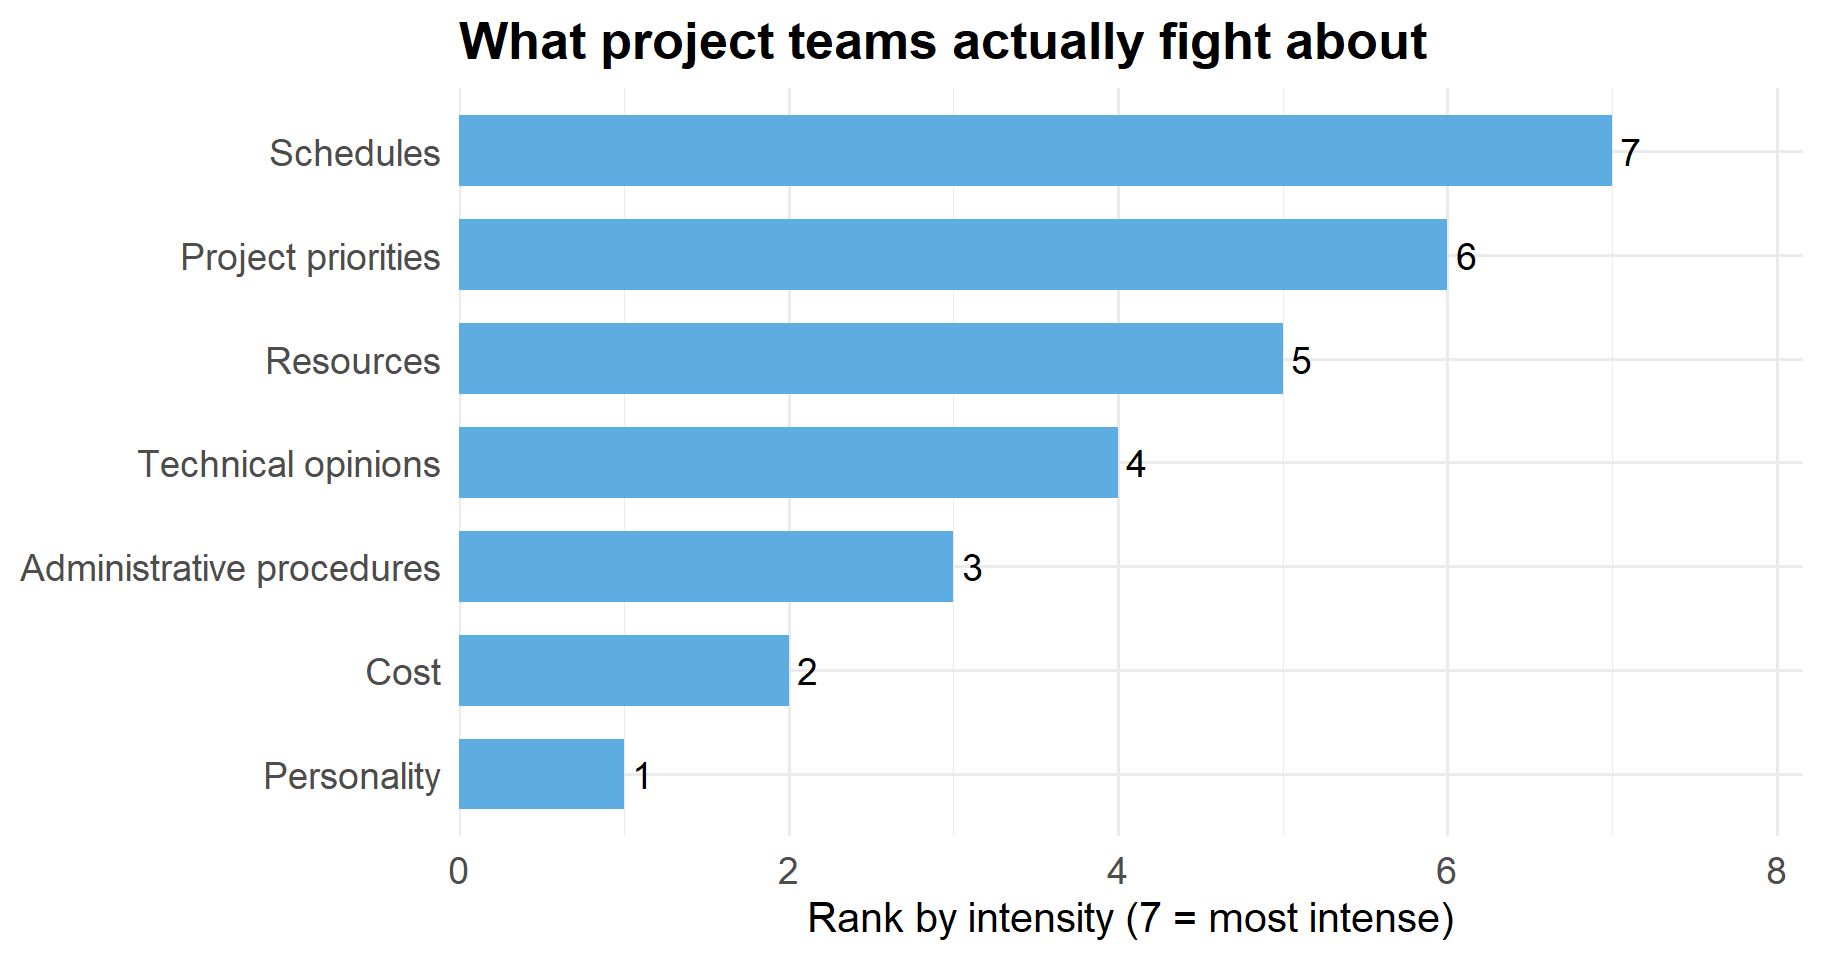 What project teams actually fight about
Schedules 7
Project priorities 6
Resources 5
Technical opinions 4
Administrative procedures 3
Cost 2
Personality 1
0 2 4 6 8
Rank by intensity (7 = most intense)